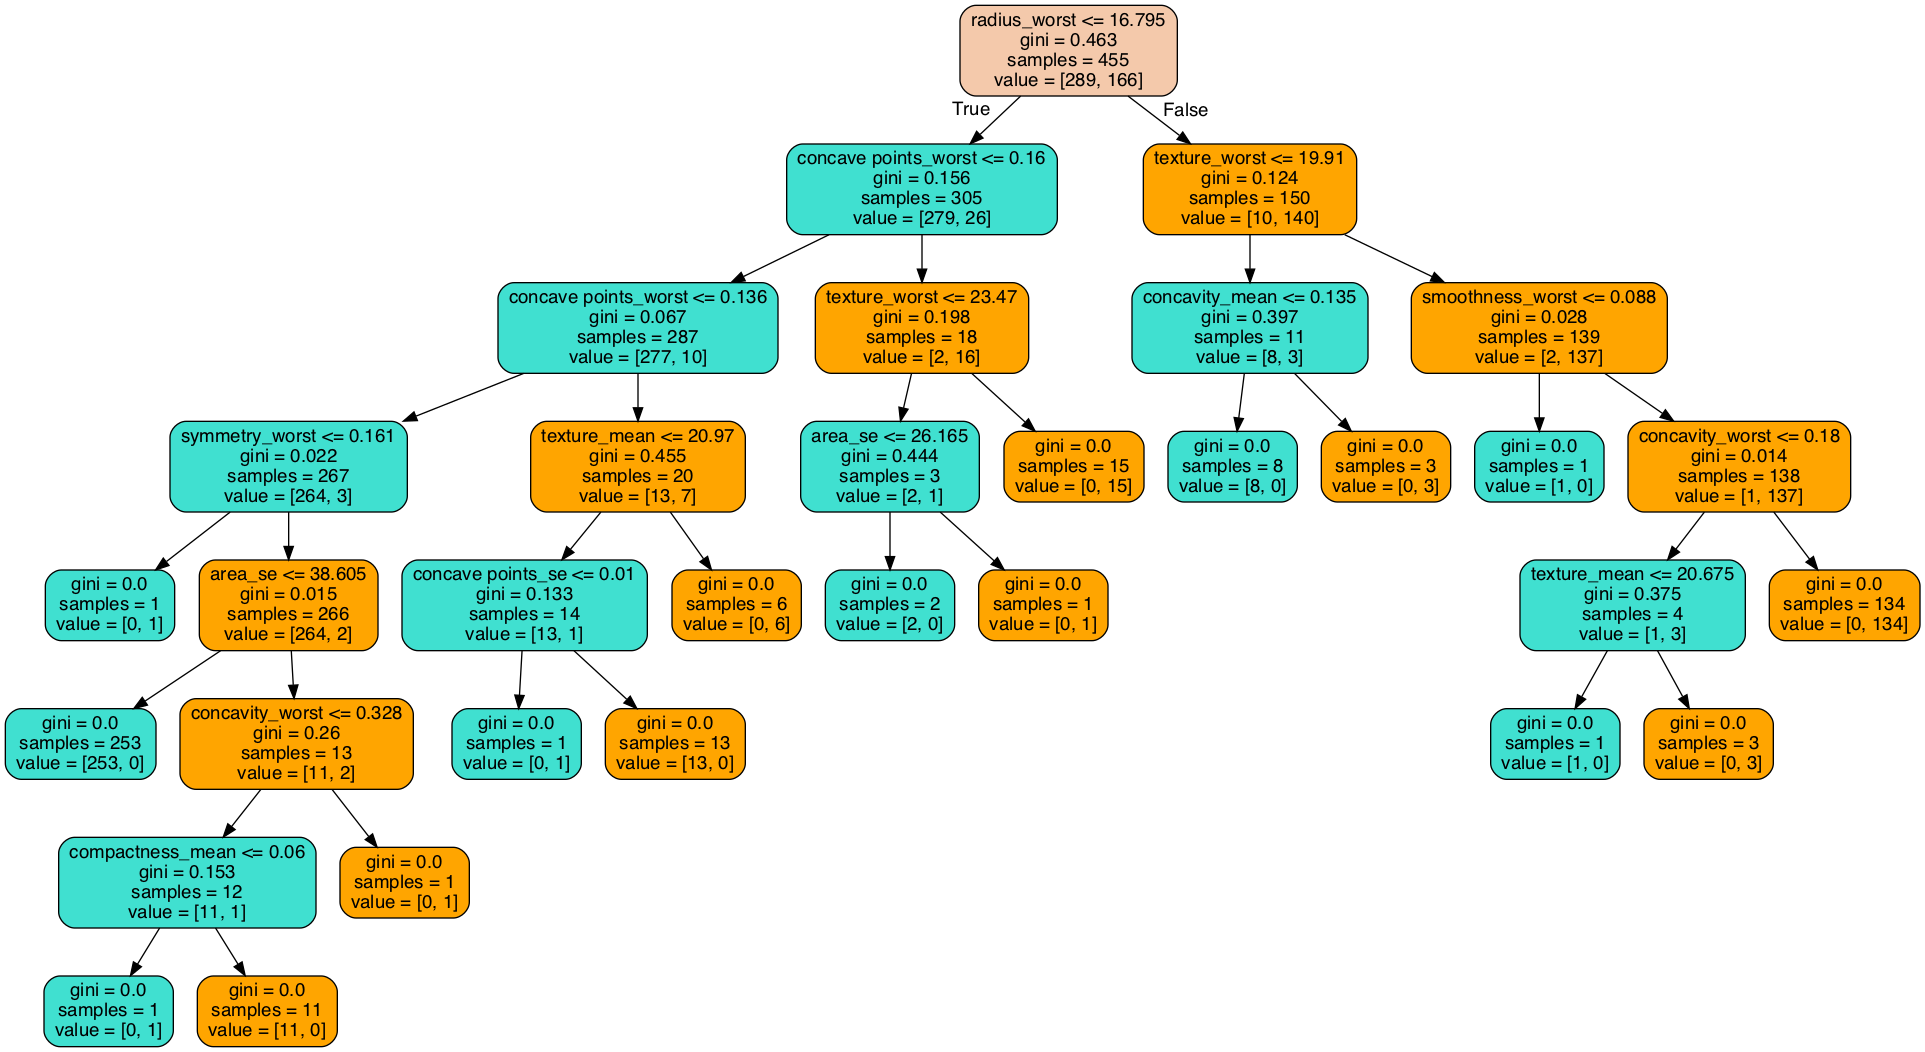 radius_worst <= 16.795
gini = 0.463
samples = 455
value = [289, 166]
True
False
concave points_worst <= 0.16
gini = 0.156
samples = 305
value = [279, 26]
texture_worst <= 19.91
gini = 0.124
samples = 150
value = [10, 140]
concave points_worst <= 0.136
gini = 0.067
samples = 287
value = [277, 10]
texture_worst <= 23.47
gini = 0.198
samples = 18
value = [2, 16]
concavity_mean <= 0.135
gini = 0.397
samples = 11
value = [8, 3]
smoothness_worst <= 0.088
gini = 0.028
samples = 139
value = [2, 137]
symmetry_worst <= 0.161
gini = 0.022
samples = 267
value = [264, 3]
texture_mean <= 20.97
gini = 0.455
samples = 20
value = [13, 7]
area_se <= 26.165
gini = 0.444
samples = 3
value = [2, 1]
gini = 0.0
samples = 15
value = [0, 15]
gini = 0.0
samples = 8
value = [8, 0]
gini = 0.0
samples = 3
value = [0, 3]
gini = 0.0
samples = 1
value = [1, 0]
concavity_worst <= 0.18
gini = 0.014
samples = 138
value = [1, 137]
gini = 0.0
samples = 1
value = [0, 1]
area_se <= 38.605
gini = 0.015
samples = 266
value = [264, 2]
concave points_se <= 0.01
gini = 0.133
samples = 14
value = [13, 1]
gini = 0.0
samples = 6
value = [0, 6]
gini = 0.0
samples = 2
value = [2, 0]
gini = 0.0
samples = 1
value = [0, 1]
texture_mean <= 20.675
gini = 0.375
samples = 4
value = [1, 3]
gini = 0.0
samples = 134
value = [0, 134]
gini = 0.0
samples = 253
value = [253, 0]
concavity_worst <= 0.328
gini = 0.26
samples = 13
value = [11, 2]
gini = 0.0
samples = 1
value = [0, 1]
gini = 0.0
samples = 13
value = [13, 0]
gini = 0.0
samples = 1
value = [1, 0]
gini = 0.0
samples = 3
value = [0, 3]
compactness_mean <= 0.06
gini = 0.153
samples = 12
value = [11, 1]
gini = 0.0
samples = 1
value = [0, 1]
gini = 0.0
samples = 1
value = [0, 1]
gini = 0.0
samples = 11
value = [11, 0]